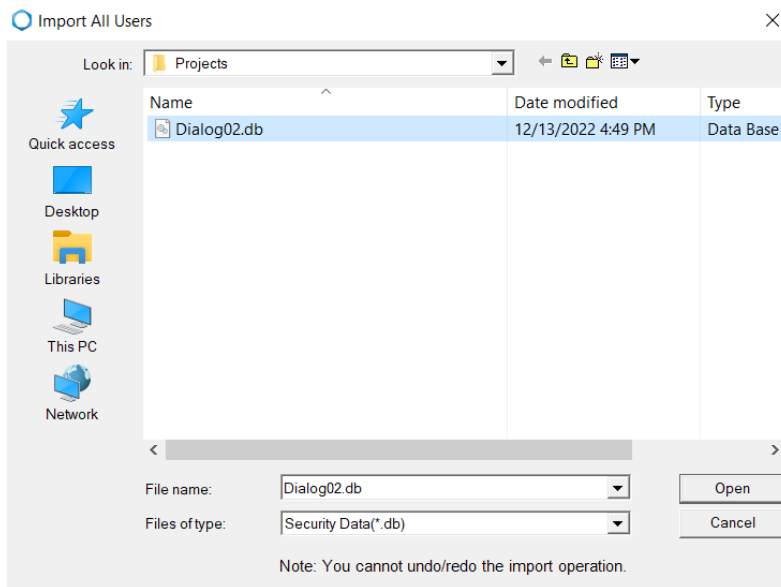 Import All Users
Look in: Projects
Name Date modified Type
Dialog02.db 12/13/2022 4:49 PM Data Base
Quick access
Desktop
Libraries
This PC
Network
File name: Dialog02.db Open
Files of type: Security Data(*.db) Cancel
Note: You cannot undo/redo the import operation.